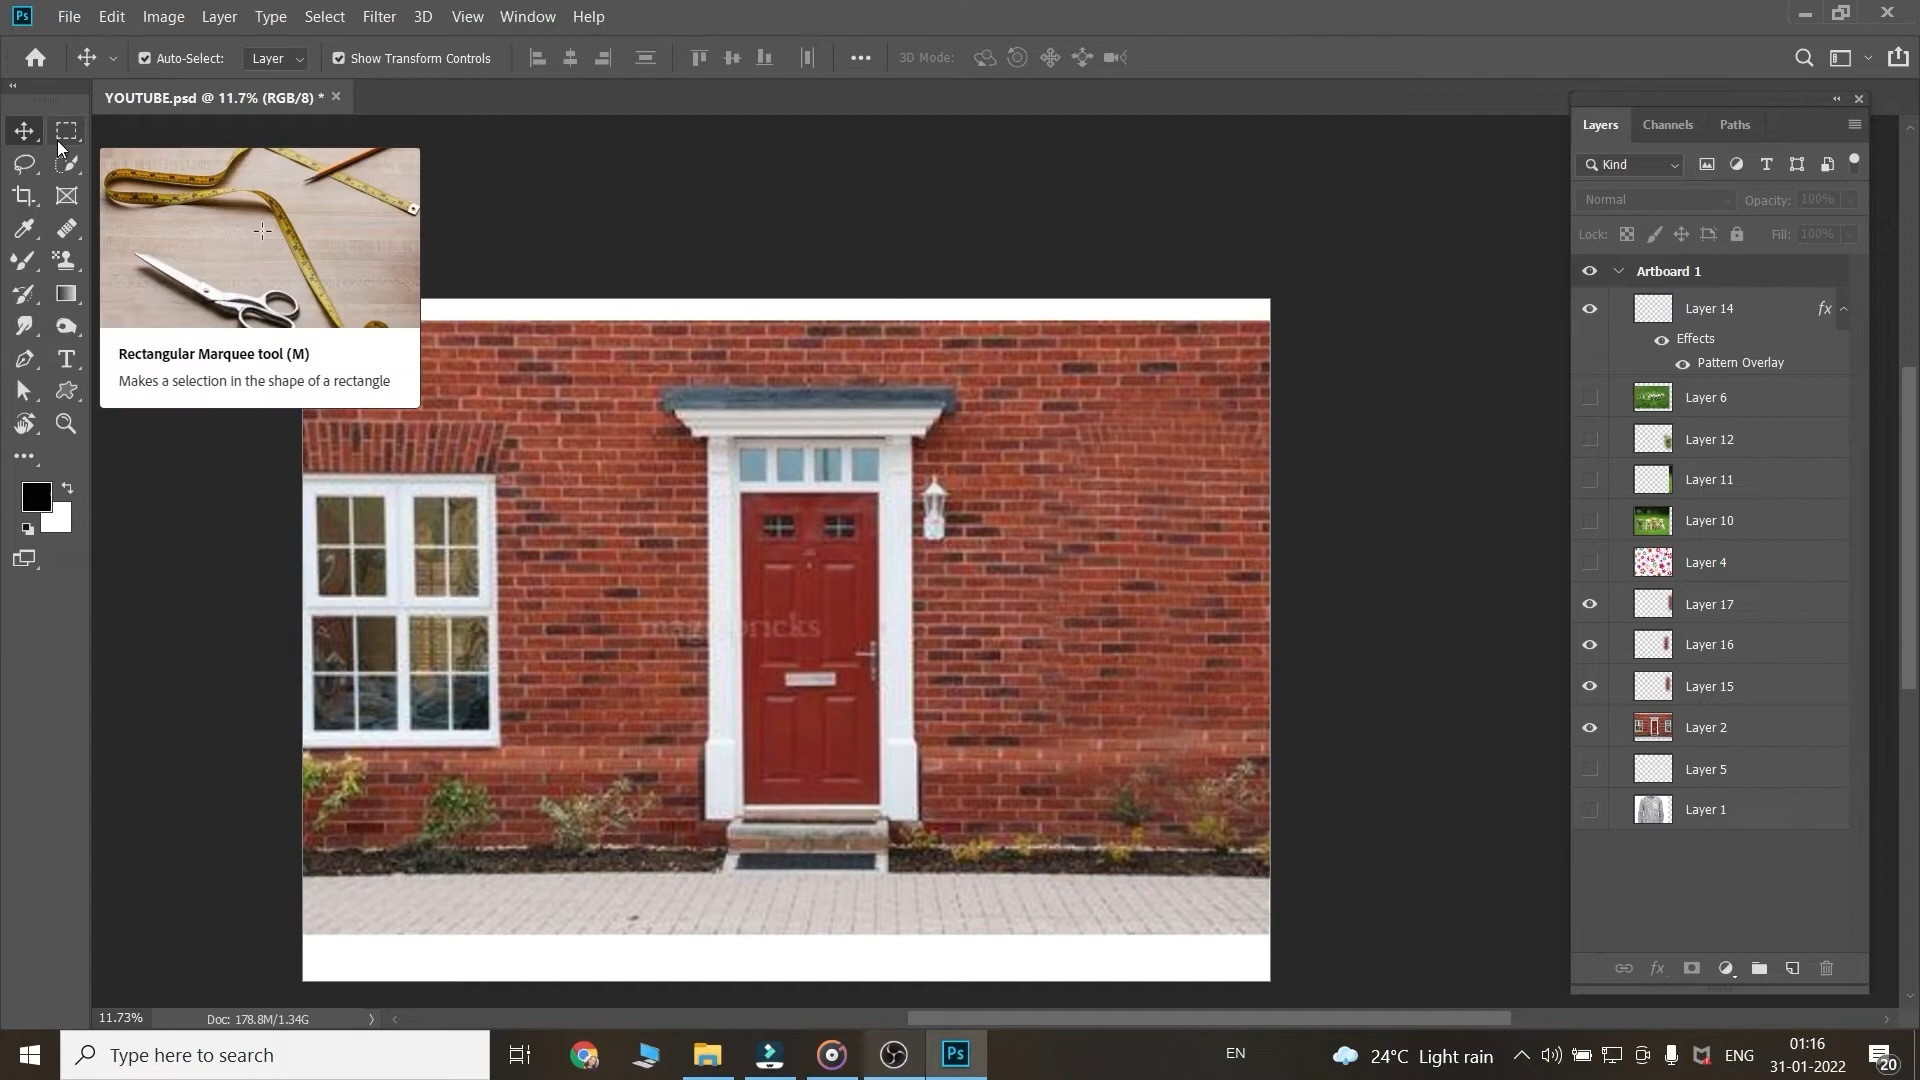 Ps File Edit Image Layer Type Select Filter 3D View Window Help
Auto-Select: Layer Show Transform Controls 3D Mode:
YOUTUBE.psd @ 11.7% (RGB/8) *
Rectangular Marquee tool (M)
Makes a selection in the shape of a rectangle
Layers Channels Paths
Kind
Normal Opacity: 100%
Lock: Fill: 100%
Artboard 1
Layer 14 fx
Effects
Pattern Overlay
Layer 6
Layer 12
Layer 11
Layer 10
Layer 4
Layer 17
Layer 16
Layer 15
Layer 2
Layer 5
Layer 1
fx
11.73% Doc: 178.8M/1.34G
Type here to search
Ps
EN
24°C Light rain
ENG
01:16
31-01-2022
20